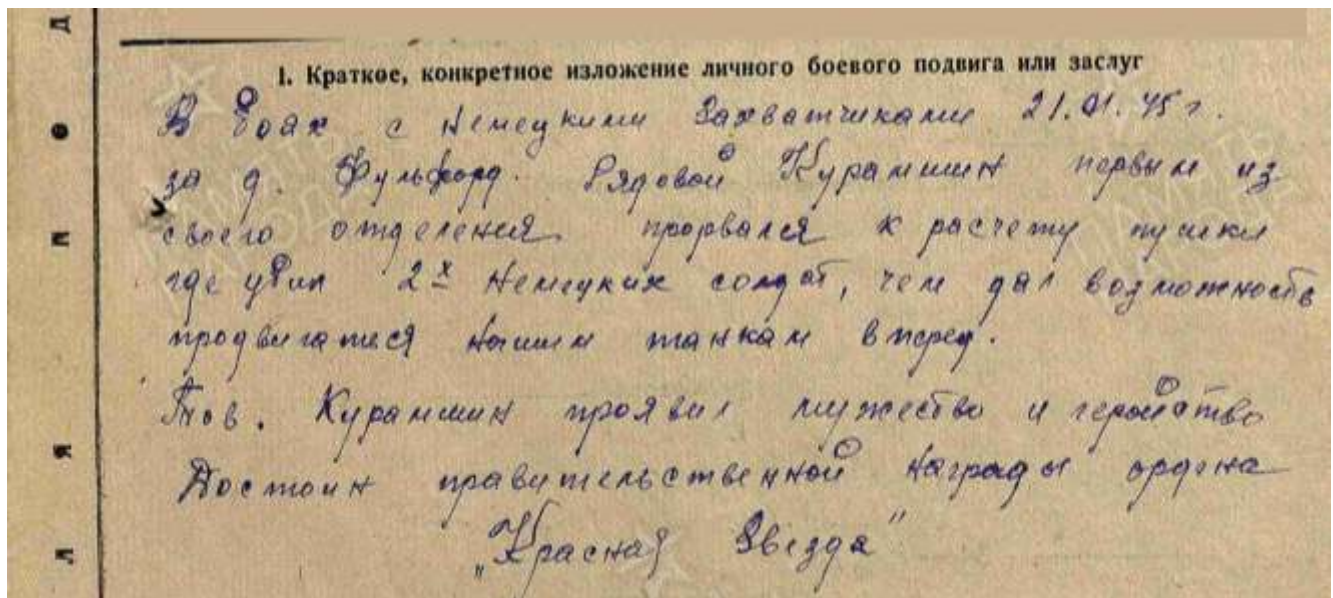 I. Краткое, конкретное изложение личного боевого подвига или заслуг
В боях с немецкими захватчиками 21.01.45 г.
за д. Фульфорд. Рядовой Курамшин первым из
своего отделения прорвался к расчету пушки
где убил 2х немецких солдат, чем дал возможность
продвигаться нашим танкам вперед.
Тов. Курамшин проявил мужество и геройство
Достоин правительственной награды ордена
„Красная Звезда"
Д
О
П
Я
Л